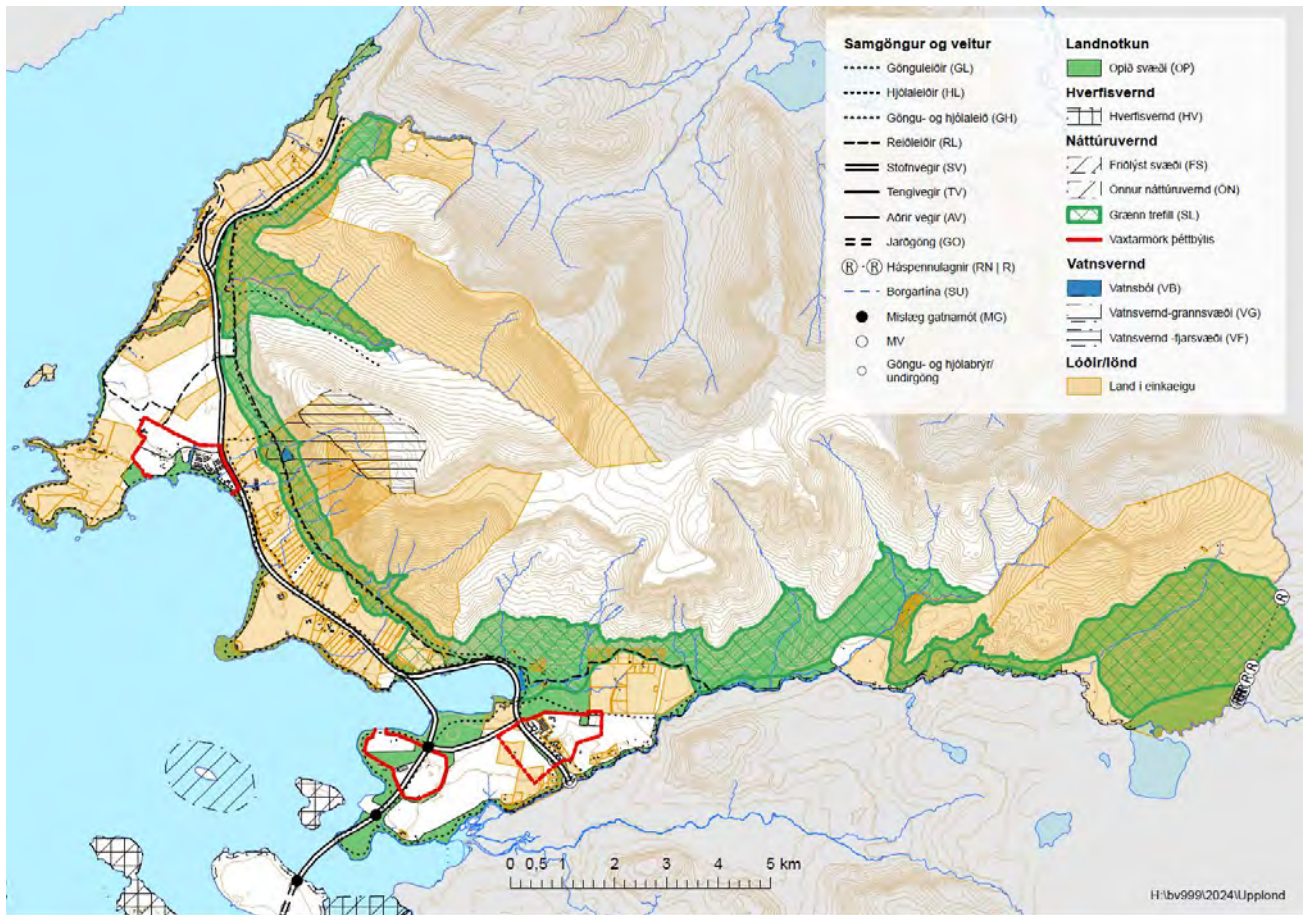 Samgöngur og veitur
Gönguleiðir (GL)
Hjólaleiðir (HL)
Göngu- og hjólaleið (GH)
Reiðleiðir (RL)
Stofnvegir (SV)
Tengivegir (TV)
Aðrir vegir (AV)
Jarðgöng (GO)
R - R Háspennulagnir (RN | R)
Borgarlína (SU)
Mislæg gatnamót (MG)
MV
Göngu- og hjólabrýr/
undirgöng
Landnotkun
Opið svæði (OP)
Hverfisvernd
Hverfisvernd (HV)
Náttúruvernd
Friðlýst svæði (FS)
Önnur náttúruvernd (ÖN)
Grænn trefill (SL)
Vaxtarmörk þéttbýlis
Vatnsvernd
Vatnsból (VB)
Vatnsvernd-grannsvæði (VG)
Vatnsvernd -fjarsvæði (VF)
Lóðir/lönd
Land í einkaeigu
R
R R
0 0,5 1 2 3 4 5 km
H:\bv999\2024\Upplond